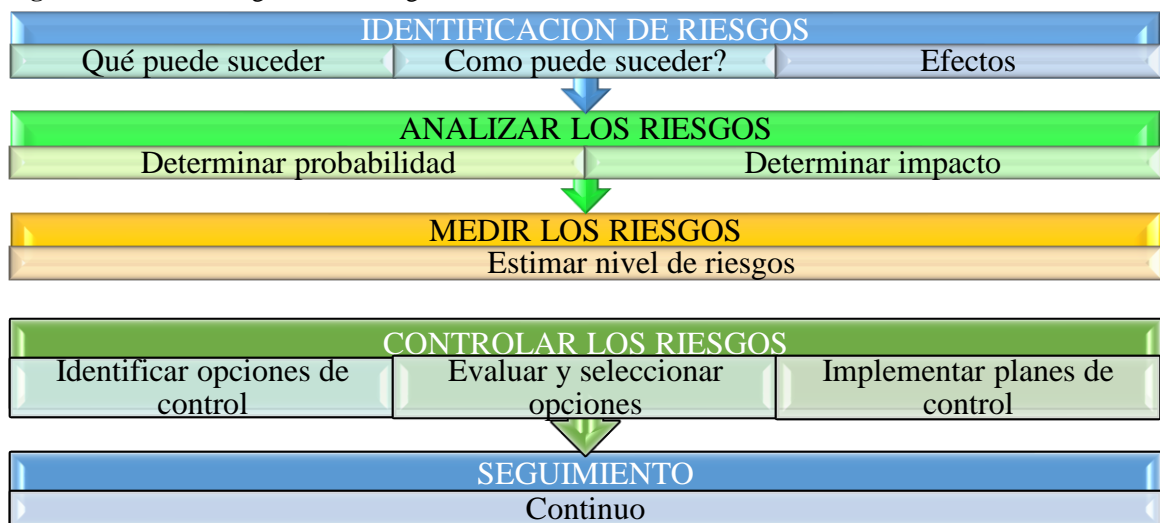 IDENTIFICACION DE RIESGOS
Qué puede suceder
Como puede suceder?
Efectos
ANALIZAR LOS RIESGOS
Determinar probabilidad
Determinar impacto
MEDIR LOS RIESGOS
Estimar nivel de riesgos
CONTROLAR LOS RIESGOS
Identificar opciones de
control
Evaluar y seleccionar
opciones
Implementar planes de
control
SEGUIMIENTO
Continuo